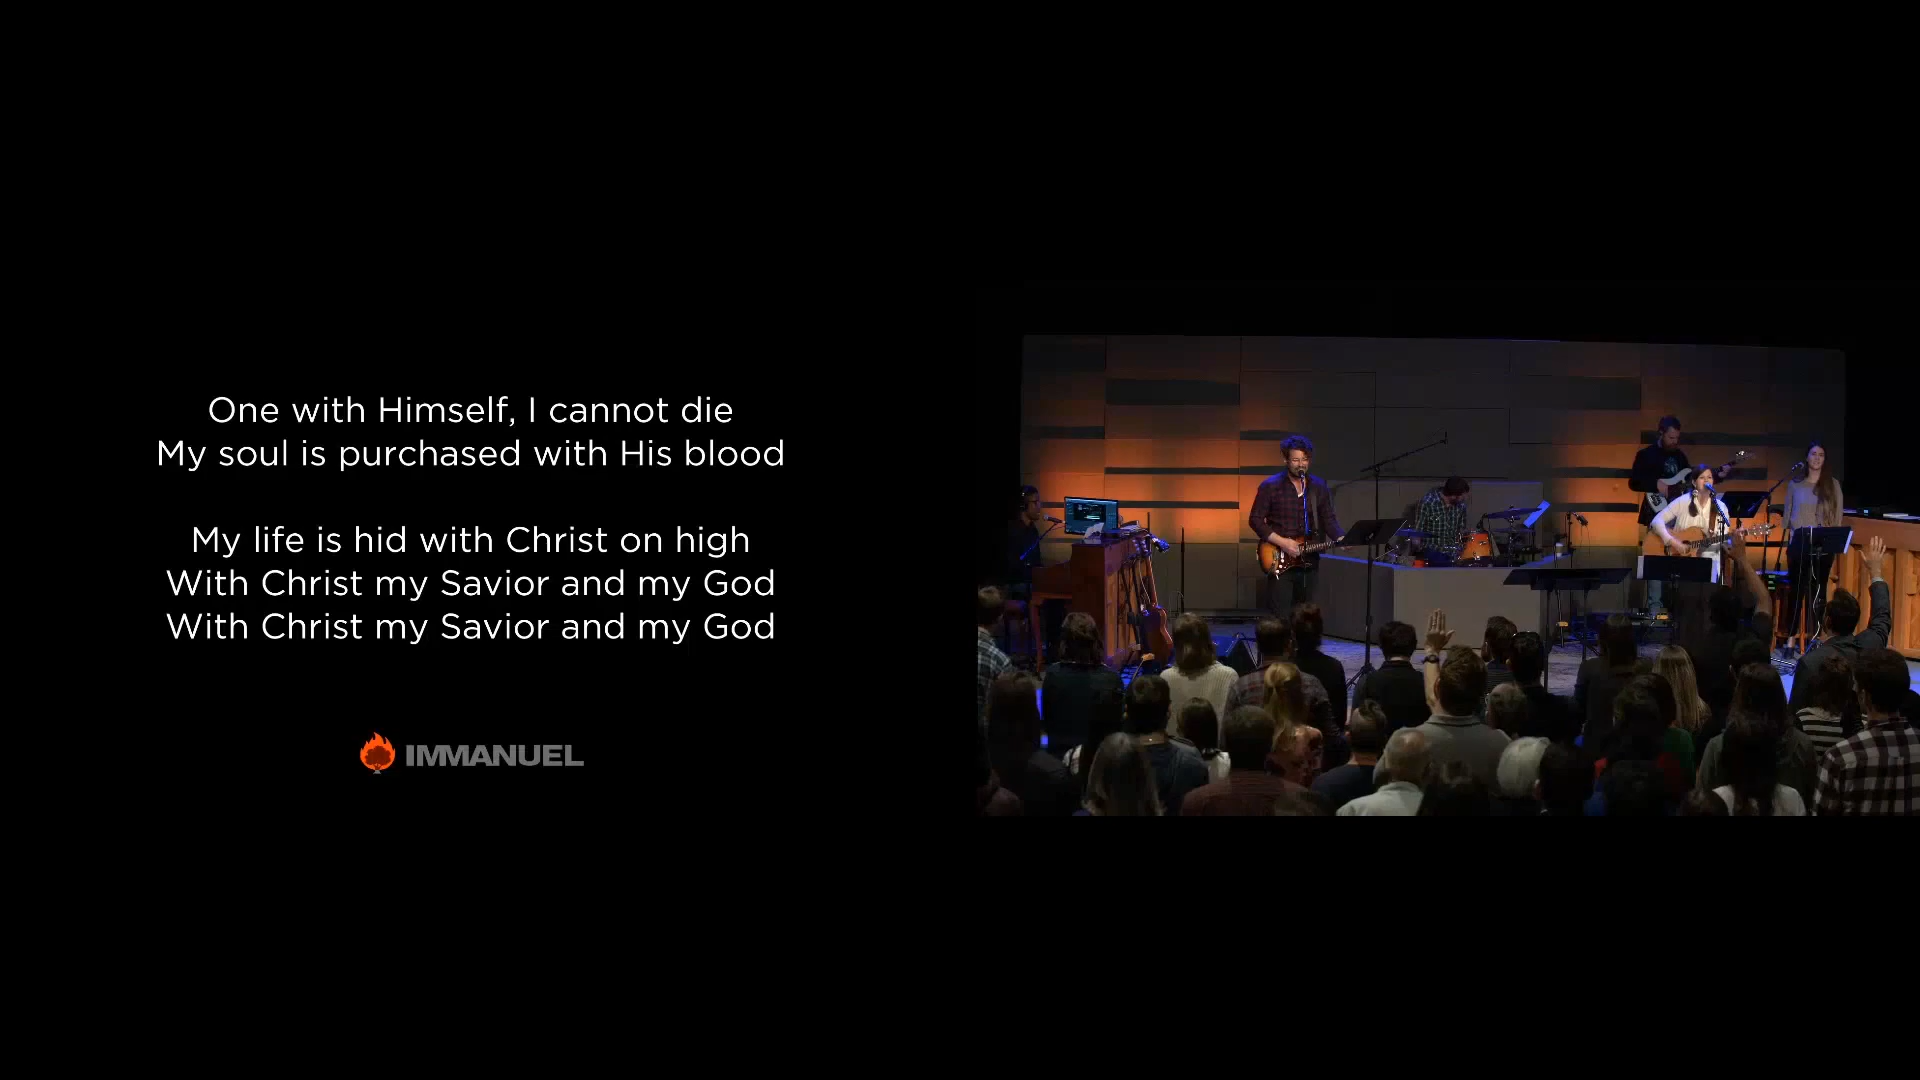 One with Himself, I cannot die
My soul is purchased with His blood
My life is hid with Christ on high
With Christ my Savior and my God
With Christ my Savior and my God
IMMANUEL